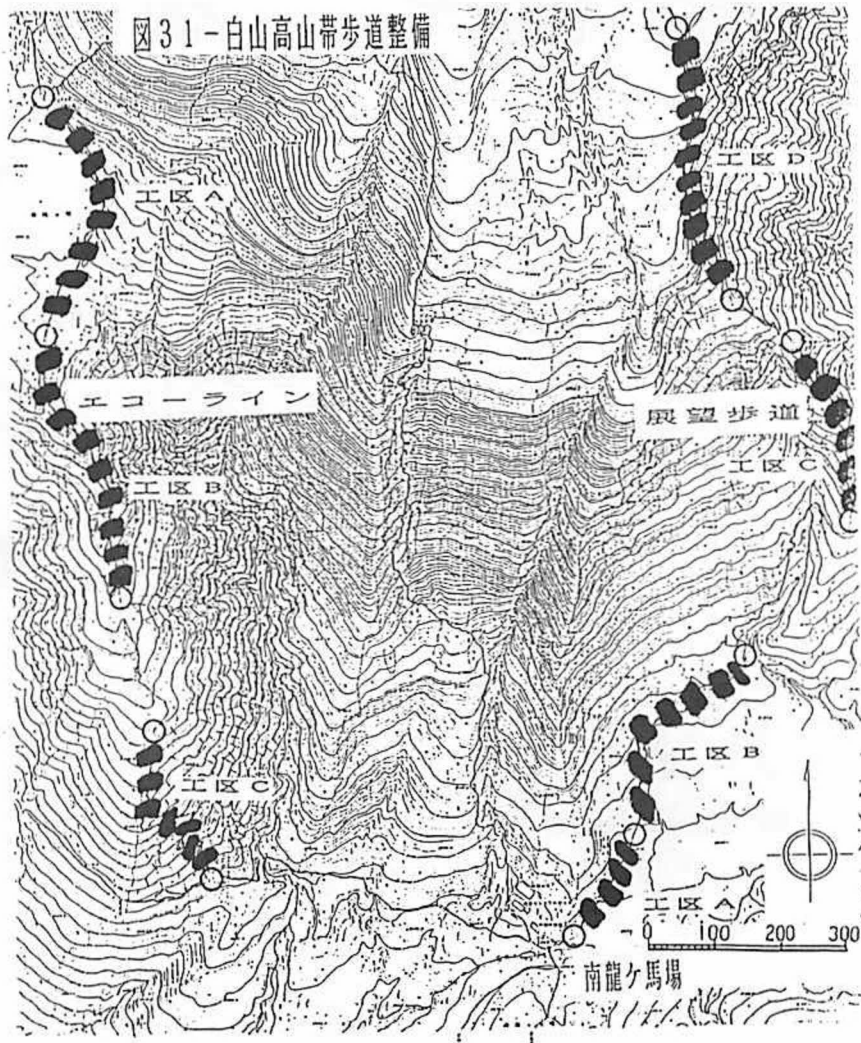 図31-白山高山帯歩道整備
工区A
工区D
エコーライン
展望歩道
工区B
工区C
工区C
工区B
工区A
0 100 200 300
南龍ケ馬場